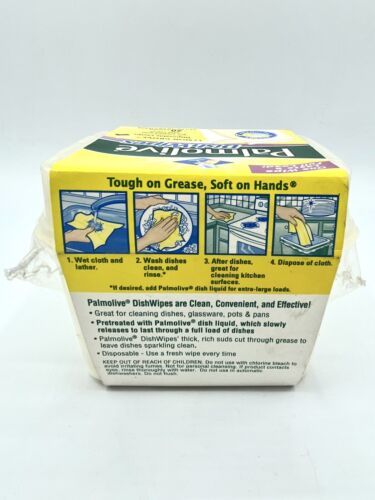 Palmolive
Tough on Grease, Soft on Hands®
1. Wet cloth and
lather.
2. Wash dishes
clean, and
rinse.*
3. After dishes,
great for
cleaning kitchen
surfaces.
4. Dispose of cloth.
*If desired, add Palmolive® dish liquid for extra-large loads.
Palmolive® DishWipes are Clean, Convenient, and Effective!
• Great for cleaning dishes, glassware, pots & pans
• Pretreated with Palmolive® dish liquid, which slowly
releases to last through a full load of dishes
• Palmolive® DishWipes' thick, rich suds cut through grease to
leave dishes sparkling clean.
• Disposable - Use a fresh wipe every time
KEEP OUT OF REACH OF CHILDREN. Do not use with chlorine bleach to
avoid irritating fumes. Not for personal cleansing. If product contacts
eyes, rinse thoroughly with water. Do not use in automatic
dishwashers. Do not flush.